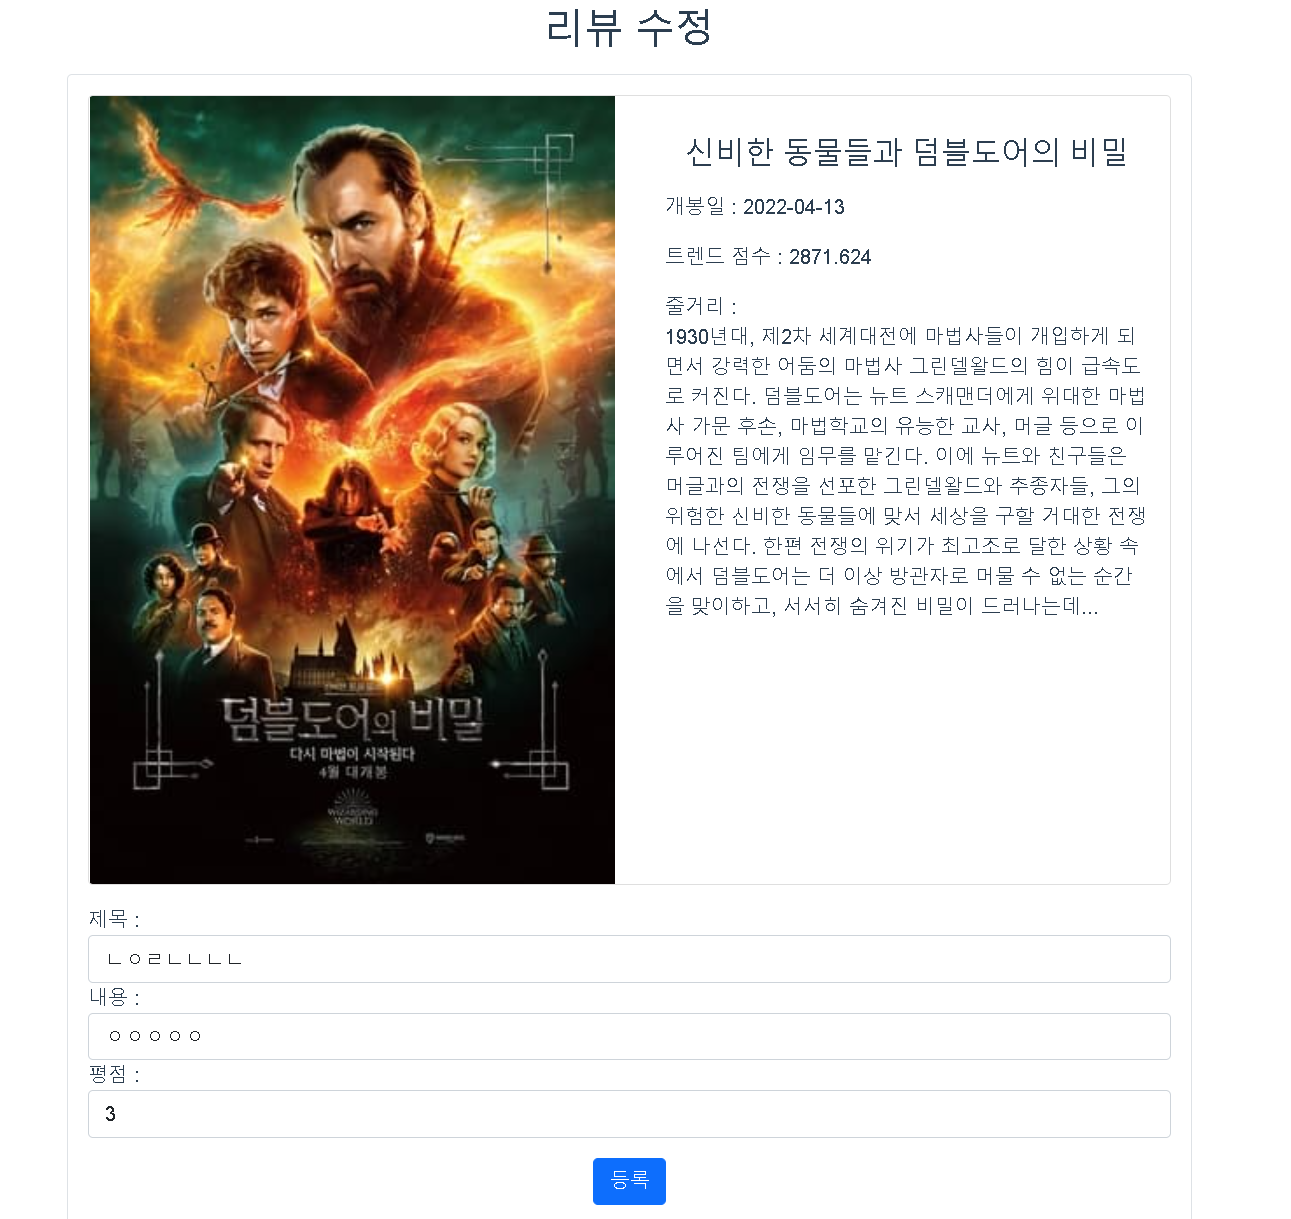 리뷰 수정
덤블도어의 비밀
다시 마법이 시작된다
4월 대개봉
WIZARDING
WORLD
신비한 동물들과 덤블도어의 비밀
개봉일 : 2022-04-13
트렌드 점수 : 2871.624
줄거리 :
1930년대, 제2차 세계대전에 마법사들이 개입하게 되
면서 강력한 어둠의 마법사 그린델왈드의 힘이 급속도
로 커진다. 덤블도어는 뉴트 스캐맨더에게 위대한 마법
사 가문 후손, 마법학교의 유능한 교사, 머글 등으로 이
루어진 팀에게 임무를 맡긴다. 이에 뉴트와 친구들은
머글과의 전쟁을 선포한 그린델왈드와 추종자들, 그의
위험한 신비한 동물들에 맞서 세상을 구할 거대한 전쟁
에 나선다. 한편 전쟁의 위기가 최고조로 달한 상황 속
에서 덤블도어는 더 이상 방관자로 머물 수 없는 순간
을 맞이하고, 서서히 숨겨진 비밀이 드러나는데...
제목 :
ㄴㅇㄹㄴㄴㄴㄴ
내용 :
ㅇㅇㅇㅇㅇ
평점 :
3
등록